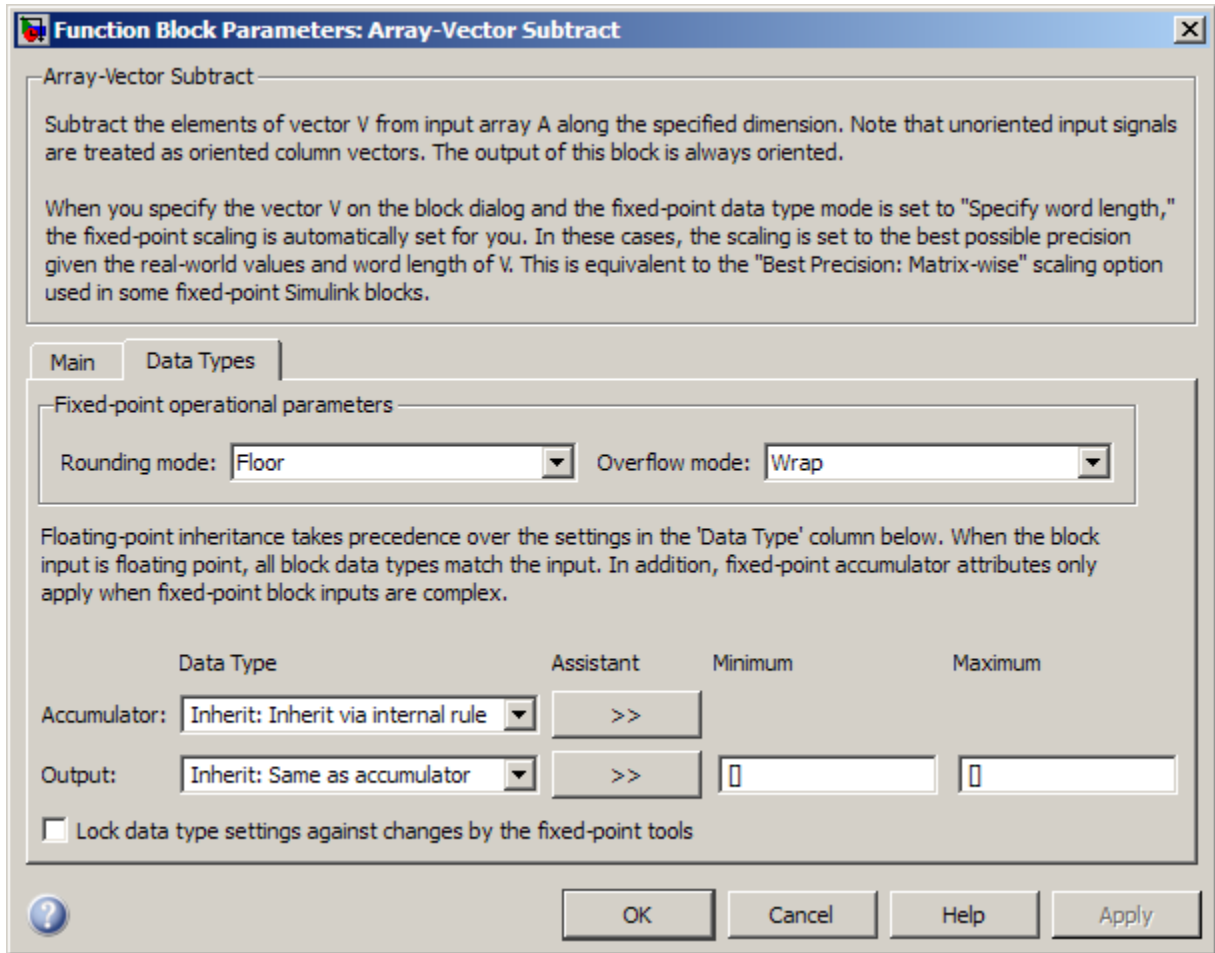 Function Block Parameters: Array-Vector Subtract
Array-Vector Subtract
Subtract the elements of vector V from input array A along the specified dimension. Note that unoriented input signals
are treated as oriented column vectors. The output of this block is always oriented.
When you specify the vector V on the block dialog and the fixed-point data type mode is set to "Specify word length,"
the fixed-point scaling is automatically set for you. In these cases, the scaling is set to the best possible precision
given the real-world values and word length of V. This is equivalent to the "Best Precision: Matrix-wise" scaling option
used in some fixed-point Simulink blocks.
Main Data Types
Fixed-point operational parameters
Rounding mode: Floor Overflow mode: Wrap
Floating-point inheritance takes precedence over the settings in the 'Data Type' column below. When the block
input is floating point, all block data types match the input. In addition, fixed-point accumulator attributes only
apply when fixed-point block inputs are complex.
Data Type Assistant Minimum Maximum
Accumulator: Inherit: Inherit via internal rule >>
Output: Inherit: Same as accumulator >> [] []
Lock data type settings against changes by the fixed-point tools
? OK Cancel Help Apply